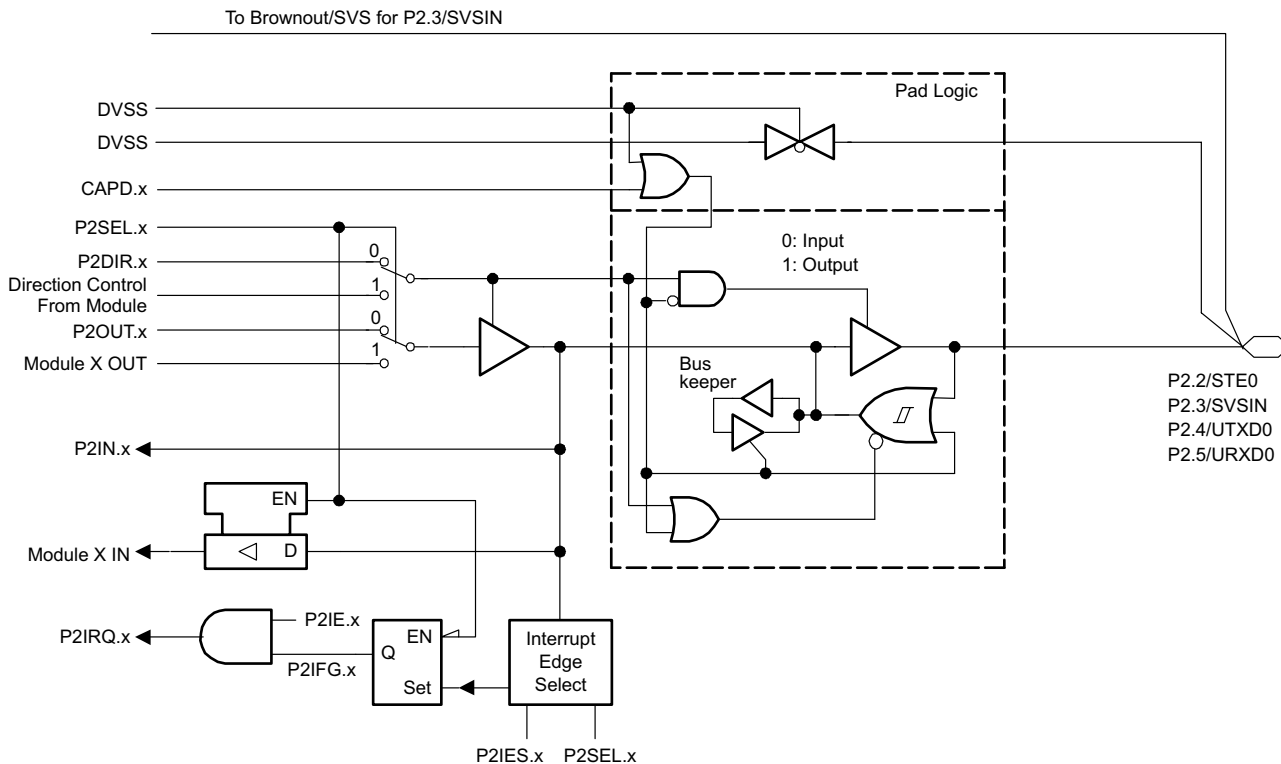 To Brownout/SVS for P2.3/SVSIN
Pad Logic
DVSS
DVSS
CAPD.x
P2SEL.x
0: Input
1: Output
0
P2DIR.x
Direction Control
From Module
1
0
P2OUT.x
1
Module X OUT
Bus
keeper
P2.2/STE0
P2.3/SVSIN
P2.4/UTXD0
P2.5/URXD0
P2IN.x
EN
D
Module X IN
P2IE.x
P2IRQ.x
P2IFG.x
EN
Q
Set
Interrupt
Edge
Select
P2IES.x
P2SEL.x